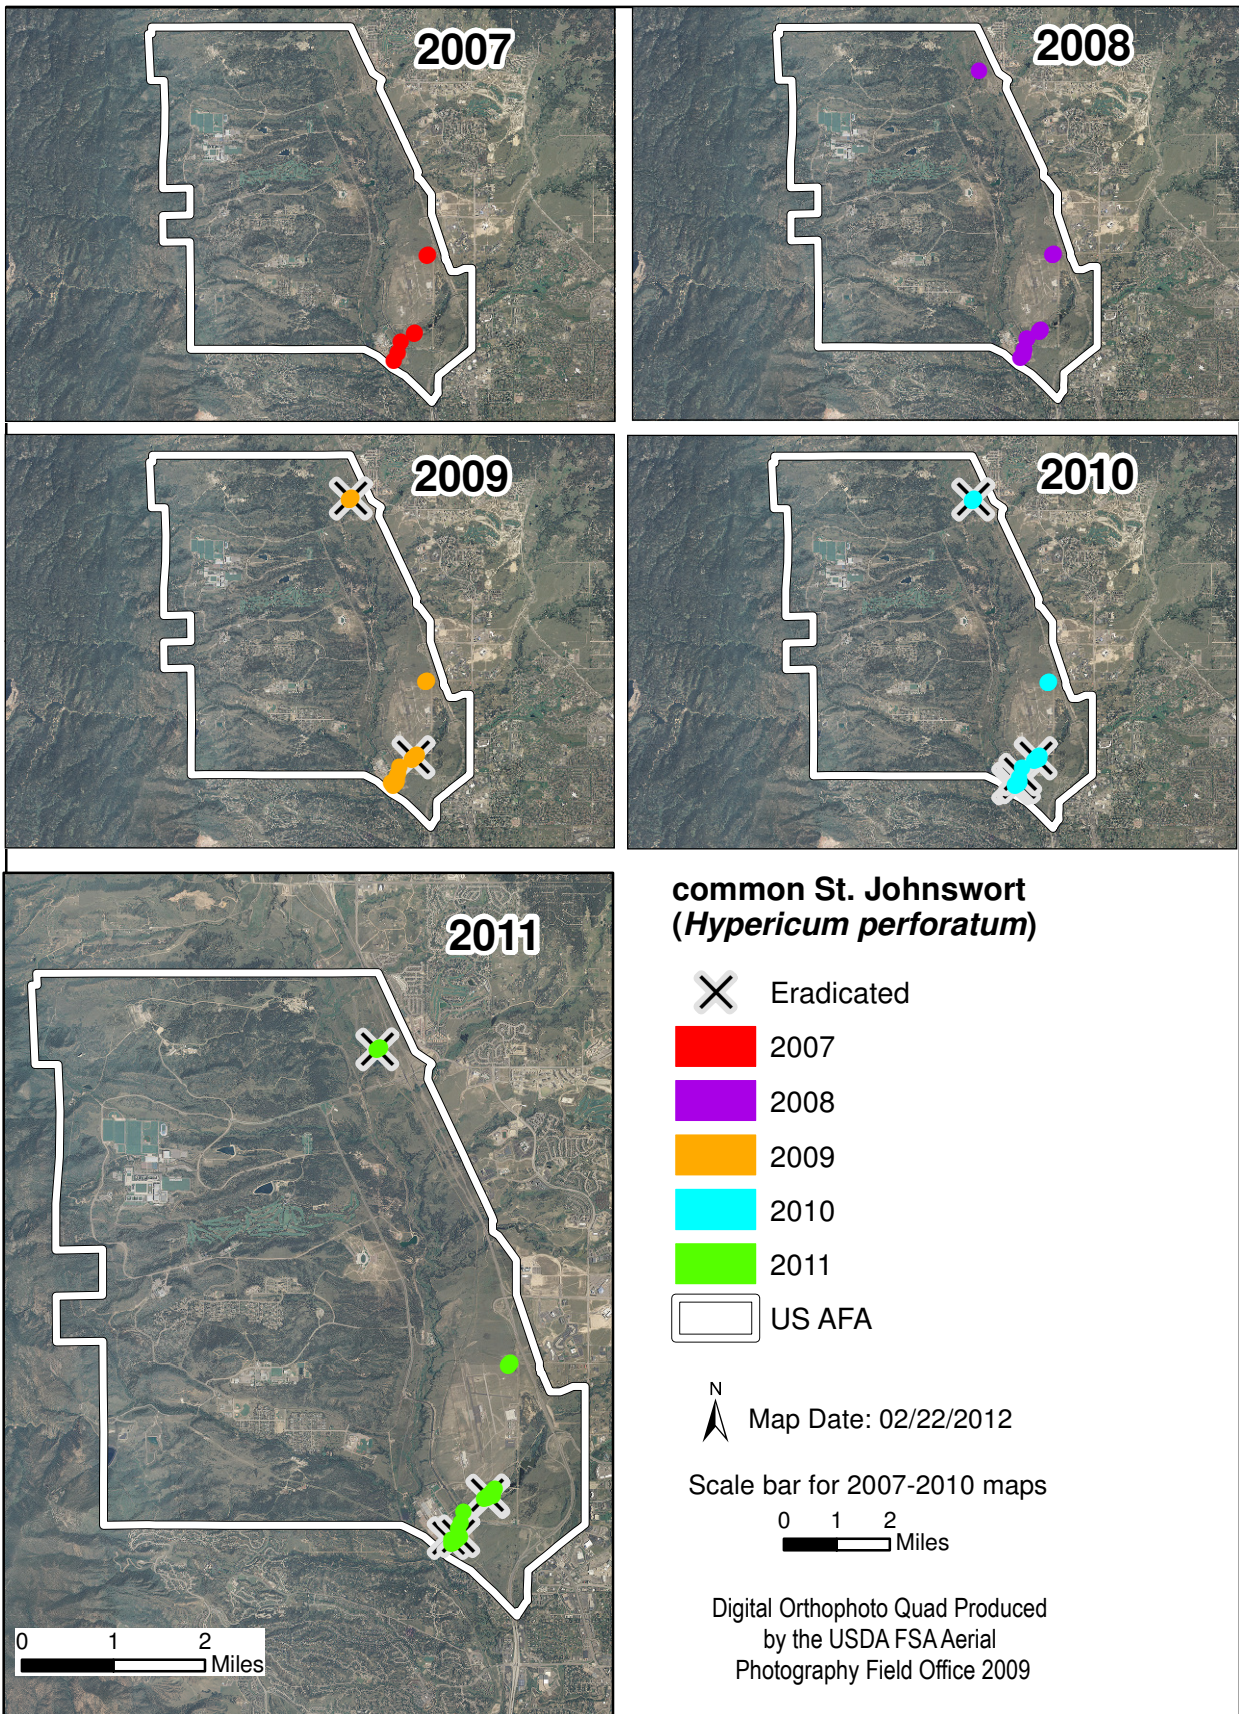 2007
2008
2009
2010
2011
common St. Johnswort
(Hypericum perforatum)
Eradicated
2007
2008
2009
2010
2011
US AFA
N
Map Date: 02/22/2012
Scale bar for 2007-2010 maps
0 1 2
Miles
Digital Orthophoto Quad Produced
by the USDA FSA Aerial
Photography Field Office 2009
0 1 2
Miles